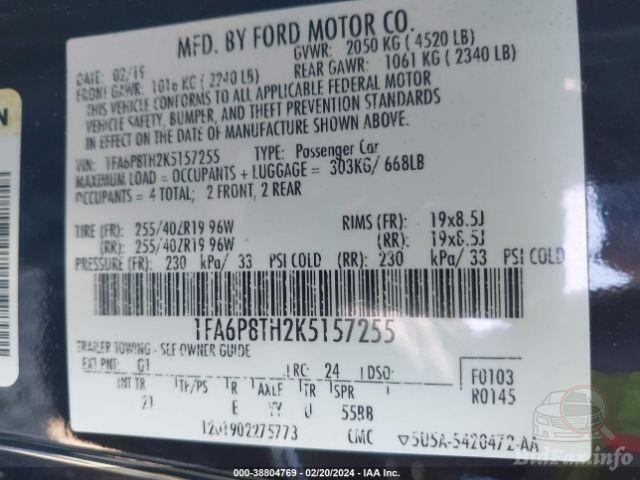 MFD. BY FORD MOTOR CO.
DATE: 02/19
GVWR: 2050 KG ( 4520 LB)
FRONT GAWR: 1016 KG ( 2240 LB)
REAR GAWR: 1061 KG ( 2340 LB)
THIS VEHICLE CONFORMS TO ALL APPLICABLE FEDERAL MOTOR
VEHICLE SAFETY, BUMPER, AND THEFT PREVENTION STANDARDS
IN EFFECT ON THE DATE OF MANUFACTURE SHOWN ABOVE.
VIN: 1FA6P8TH2K5157255 TYPE: Passenger Car
MAXIMUM LOAD = OCCUPANTS + LUGGAGE = 303KG/ 668LB
OCCUPANTS = 4 TOTAL; 2 FRONT, 2 REAR
TIRE (FR): 255/40ZR19 96W RIMS (FR): 19x8.5J
(RR): 255/40ZR19 96W (RR): 19x8.5J
PRESSURE (FR): 230 kPa/ 33 PSI COLD (RR): 230 kPa/ 33 PSI COLD
1FA6P8TH2K5157255
TRAILER TOWING - SEE OWNER GUIDE
EXT PNT: G1 RC: 24 DSO: F0103
INT TR TP/PS R AXLE TR SPR R0145
E U 55BB
1201902275773 CMC 5U5A-5420472-AA
N
BidFax.info
000-38804769 - 02/20/2024 - IAA Inc.